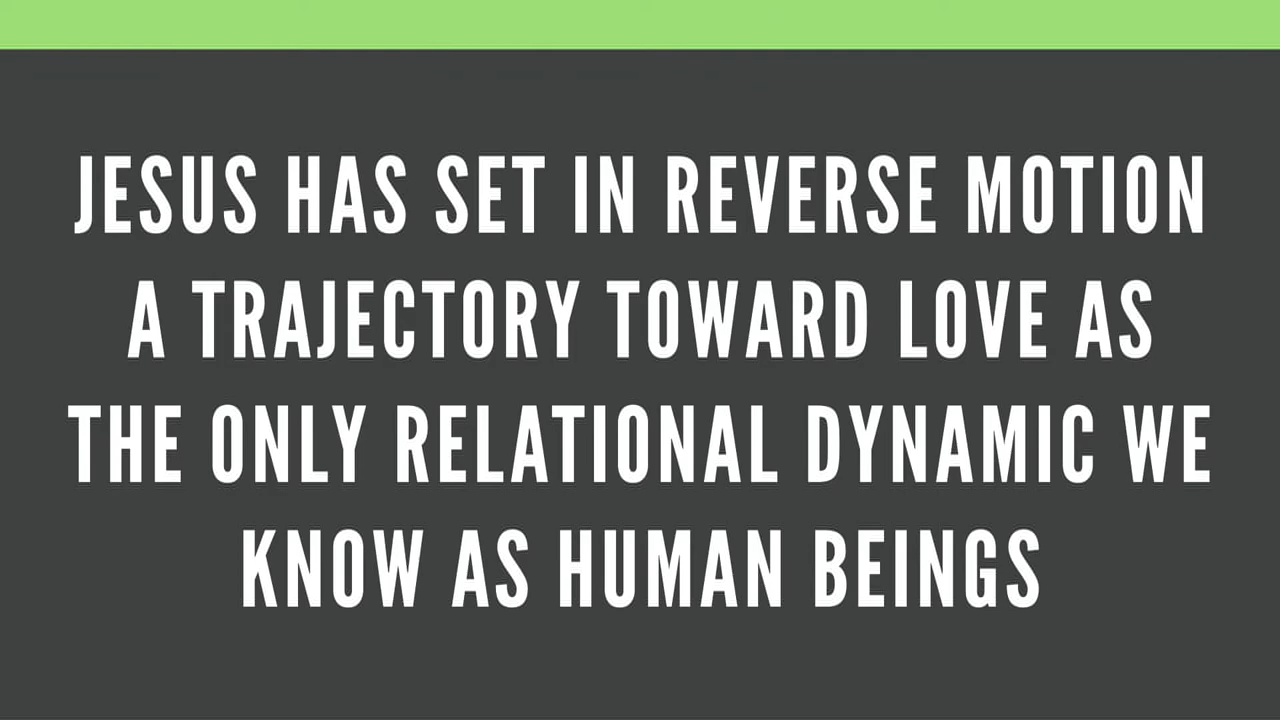 JESUS HAS SET IN REVERSE MOTION
A TRAJECTORY TOWARD LOVE AS
THE ONLY RELATIONAL DYNAMIC WE
KNOW AS HUMAN BEINGS